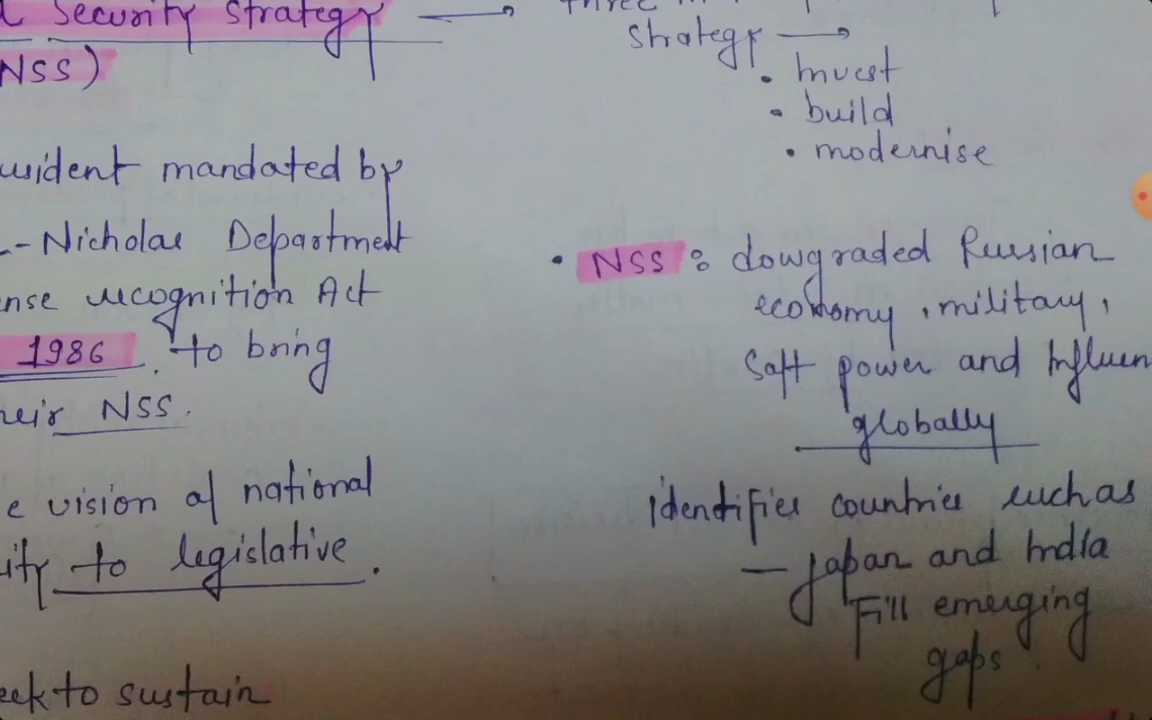 Security Strategy
NSS)
mandated by
- Nicholas Department
nse recognition Act
1986. to bring
heir NSS.
e vision of national
ity to legislative.
eek to sustain
Three
Strategy
• Invest
• build
• modernise
• NSS : dowgraded Russian
economy, military,
Soft power and Influen
globally
identifies countries such as
— Japan and India
Fill emerging
gaps